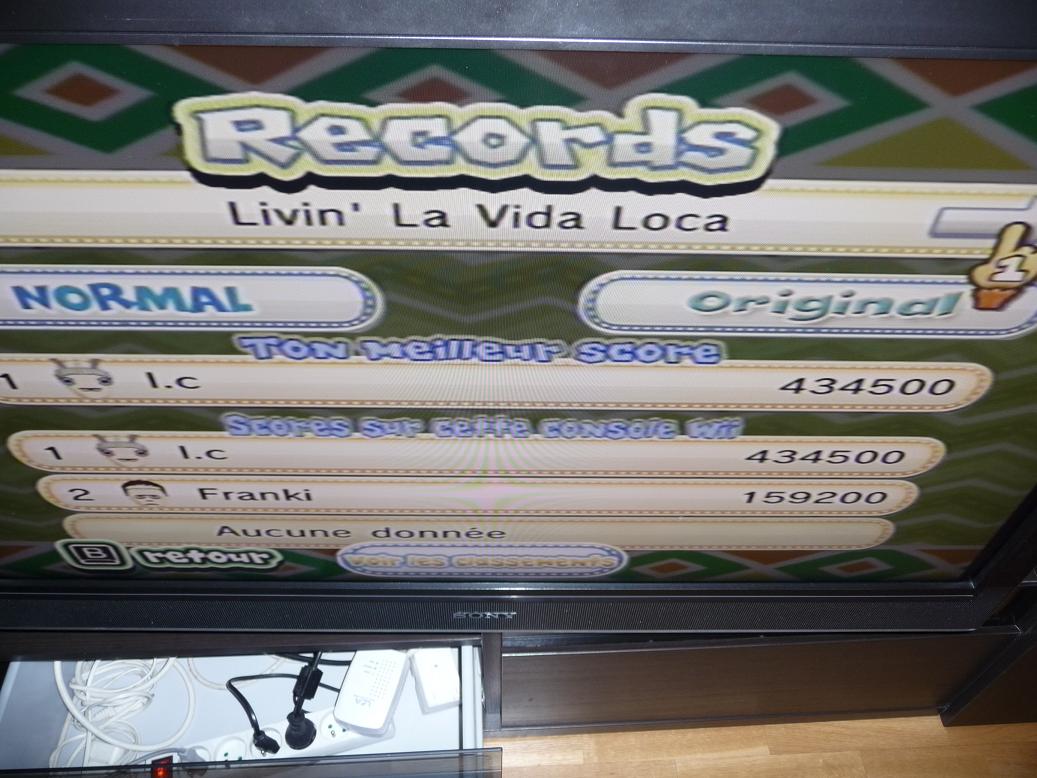 Records
Livin' La Vida Loca
1
NORMAL
Original
Ton meilleur score
1 I.c 434500
Scores sur cette console Wii
1 I.c 434500
2 Franki 159200
Aucune donnée
B retour
Voir les classements
SONY